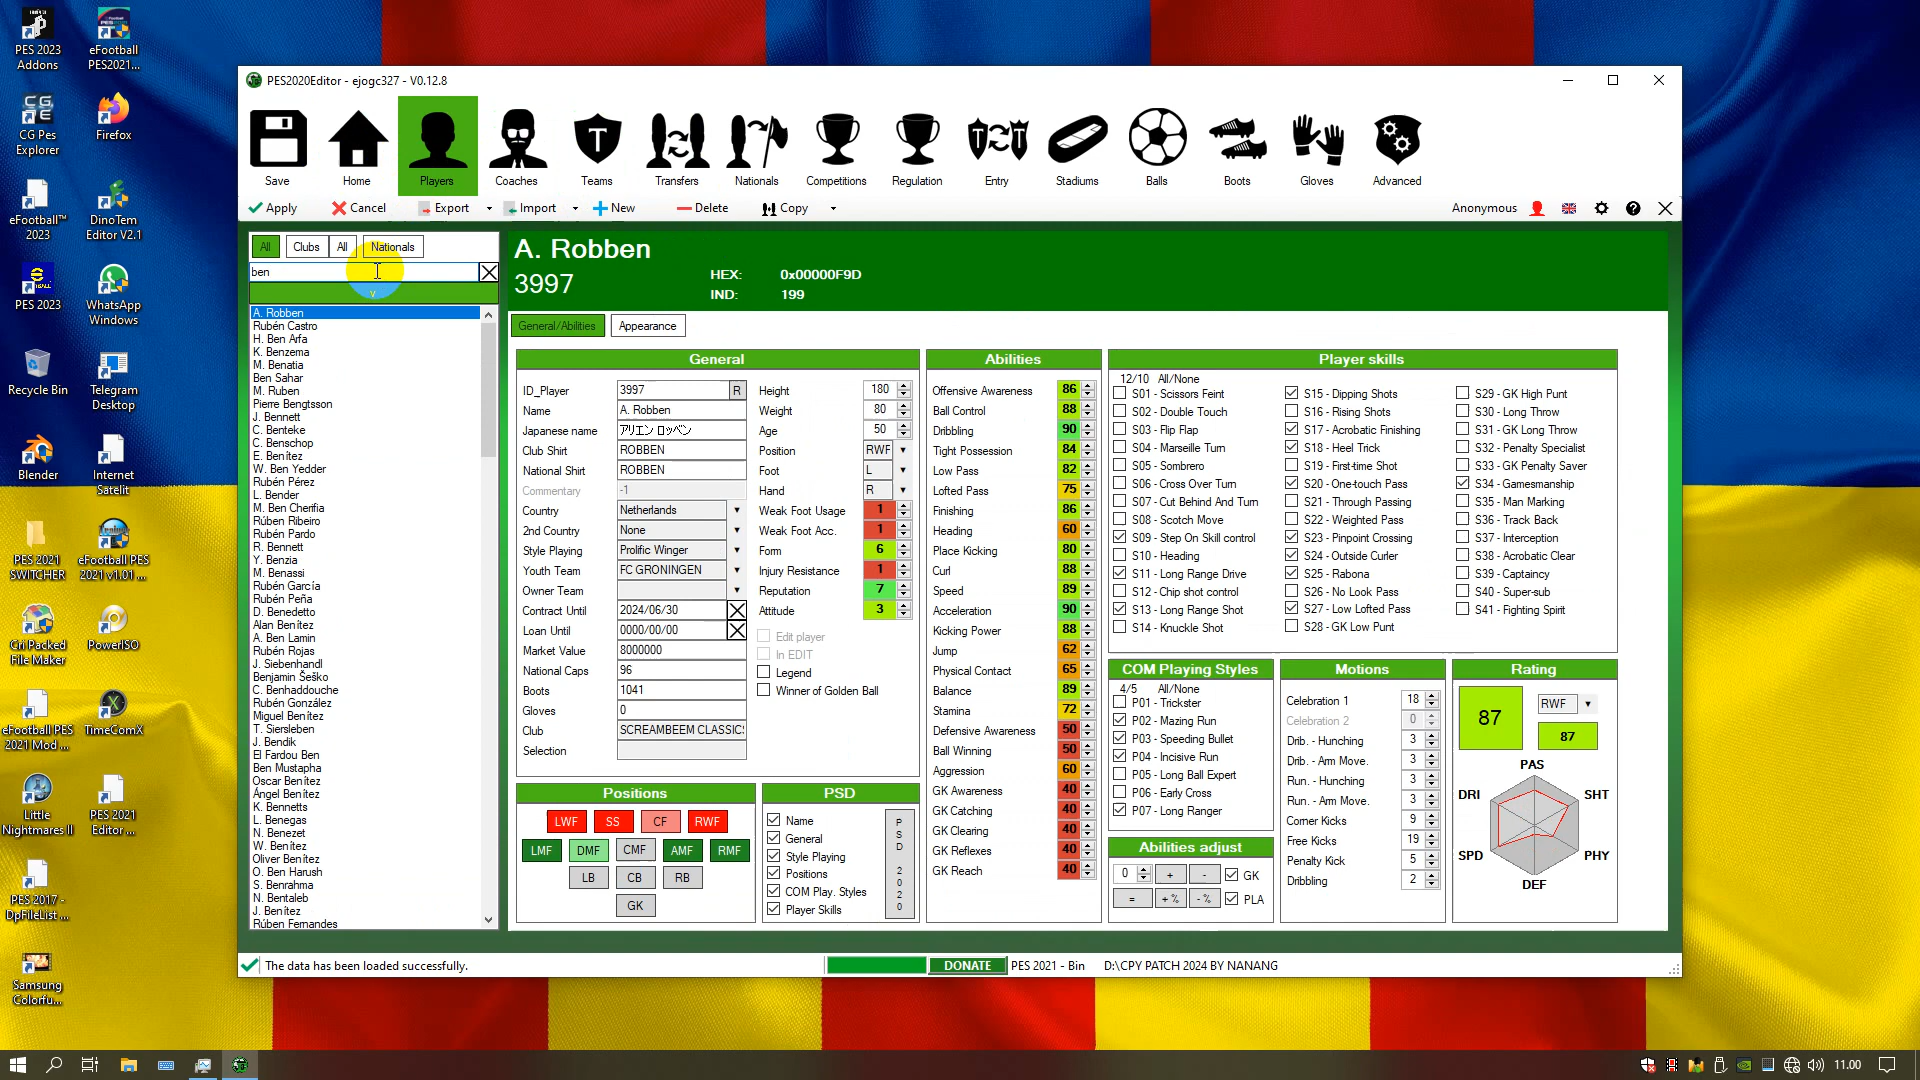 PES 2023
Addons
eFootball
PES2021...
CG Pes
Explorer
Firefox
eFootball™
2023
DinoTem
Editor V2.1
PES 2023
WhatsApp
Windows
Recycle Bin
Telegram
Desktop
Blender
Internet
Satelit
PES 2021
SWITCHER
eFootball PES
2021 v1.01 ...
Cri Packed
File Maker
PowerISO
eFootball PES
2021 Mod ...
TimeComX
Little
Nightmares II
PES 2021
Editor ...
PES 2017 -
DpFileList ...
Samsung
Colorfu...
PES2020Editor - ejogc327 - V0.12.8
Save
Home
Players
Coaches
Teams
Transfers
Nationals
Competitions
Regulation
Entry
Stadiums
Balls
Boots
Gloves
Advanced
Apply
Cancel
Export
Import
New
Delete
Copy
Anonymous
All
Clubs
All
Nationals
ben
v
A. Robben
Rubén Castro
H. Ben Arfa
K. Benzema
M. Benatia
Ben Sahar
M. Ruben
Pierre Bengtsson
J. Bennett
C. Benteke
C. Benschop
E. Benítez
W. Ben Yedder
Rubén Pérez
L. Bender
M. Ben Cherifia
Rúben Ribeiro
Rubén Pardo
R. Bennett
Y. Benzia
M. Benassi
Rubén García
Rubén Peña
D. Benedetto
Alan Benítez
A. Ben Lamin
Rubén Rojas
J. Siebenhandl
Benjamin Šeško
C. Benhaddouche
Rubén González
Miguel Benítez
T. Siersleben
J. Bendik
El Fardou Ben
Ben Mustapha
Oscar Benítez
Ángel Benítez
K. Bennetts
L. Benegas
N. Benezet
W. Benítez
Oliver Benítez
O. Ben Harush
S. Benrahma
N. Bentaleb
J. Benítez
Rúben Fernandes
A. Robben
3997
HEX: 0x00000F9D
IND: 199
General/Abilities
Appearance
General
ID_Player 3997 R
Name A. Robben
Japanese name アリエン ロッベン
Club Shirt ROBBEN
National Shirt ROBBEN
Commentary -1
Country Netherlands
2nd Country None
Style Playing Prolific Winger
Youth Team FC GRONINGEN
Owner Team
Contract Until 2024/06/30
Loan Until 0000/00/00
Market Value 8000000
National Caps 96
Boots 1041
Gloves 0
Club SCREAMBEEM CLASSIC
Selection
Height 180
Weight 80
Age 50
Position RWF
Foot L
Hand R
Weak Foot Usage 1
Weak Foot Acc. 1
Form 6
Injury Resistance 1
Reputation 7
Attitude 3
Edit player
In EDIT
Legend
Winner of Golden Ball
Abilities
Offensive Awareness 86
Ball Control 88
Dribbling 90
Tight Possession 84
Low Pass 82
Lofted Pass 75
Finishing 86
Heading 60
Place Kicking 80
Curl 88
Speed 89
Acceleration 90
Kicking Power 88
Jump 62
Physical Contact 65
Balance 89
Stamina 72
Defensive Awareness 50
Ball Winning 50
Aggression 60
GK Awareness 40
GK Catching 40
GK Clearing 40
GK Reflexes 40
GK Reach 40
Player skills
12/10 All/None
S01 - Scissors Feint
S02 - Double Touch
S03 - Flip Flap
S04 - Marseille Turn
S05 - Sombrero
S06 - Cross Over Turn
S07 - Cut Behind And Turn
S08 - Scotch Move
S09 - Step On Skill control
S10 - Heading
S11 - Long Range Drive
S12 - Chip shot control
S13 - Long Range Shot
S14 - Knuckle Shot
S15 - Dipping Shots
S16 - Rising Shots
S17 - Acrobatic Finishing
S18 - Heel Trick
S19 - First-time Shot
S20 - One-touch Pass
S21 - Through Passing
S22 - Weighted Pass
S23 - Pinpoint Crossing
S24 - Outside Curler
S25 - Rabona
S26 - No Look Pass
S27 - Low Lofted Pass
S28 - GK Low Punt
S29 - GK High Punt
S30 - Long Throw
S31 - GK Long Throw
S32 - Penalty Specialist
S33 - GK Penalty Saver
S34 - Gamesmanship
S35 - Man Marking
S36 - Track Back
S37 - Interception
S38 - Acrobatic Clear
S39 - Captaincy
S40 - Super-sub
S41 - Fighting Spirit
Positions
LWF SS CF RWF
LMF DMF CMF AMF RMF
LB CB RB
GK
PSD
Name
General
Style Playing
Positions
COM Play. Styles
Player Skills
P
S
D
2
0
2
0
COM Playing Styles
4/5 All/None
P01 - Trickster
P02 - Mazing Run
P03 - Speeding Bullet
P04 - Incisive Run
P05 - Long Ball Expert
P06 - Early Cross
P07 - Long Ranger
Abilities adjust
0 + - GK
= + % - % PLA
Motions
Celebration 1 18
Celebration 2 0
Drib. - Hunching 3
Drib. - Arm Move. 3
Run. - Hunching 3
Run. - Arm Move. 3
Corner Kicks 9
Free Kicks 19
Penalty Kick 5
Dribbling 2
Rating
87
RWF
87
PAS
DRI SHT
SPD PHY
DEF
The data has been loaded successfully.
DONATE
PES 2021 - Bin
D:\CPY PATCH 2024 BY NANANG
11.00